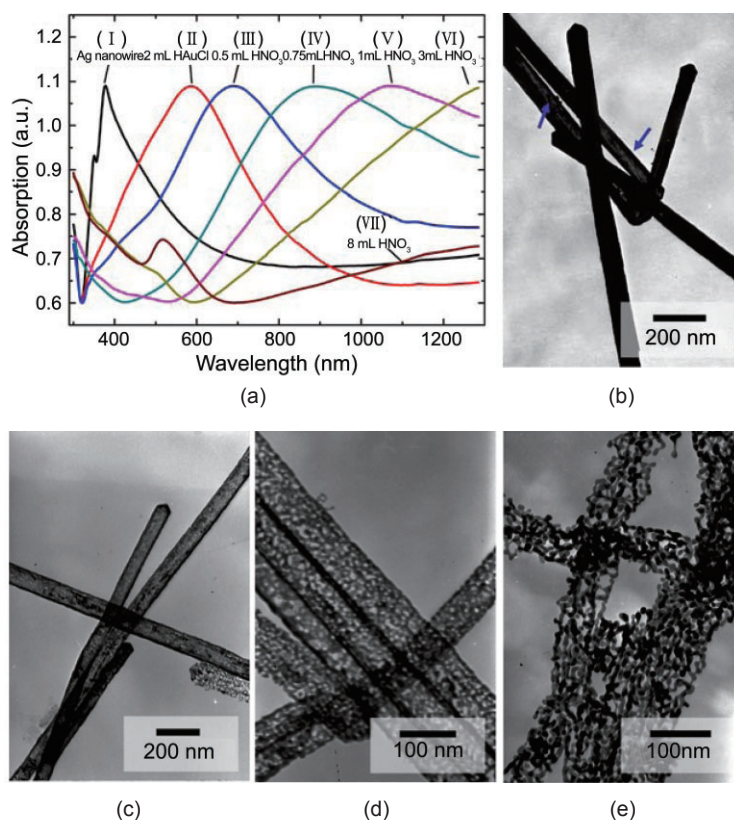 (I) (II) (III) (IV) (V) (VI)
Ag nanowire2 mL HAuCl 0.5 mL HNO₃ 0.75mLHNO₃ 1mL HNO₃ 3mL HNO₃
1.2
1.1
1.0
0.9
0.8
0.7
0.6
Absorption (a.u.)
(VII)
8 mL HNO₃
400 600 800 1000 1200
Wavelength (nm)
(a)
200 nm
(b)
200 nm
(c)
100 nm
(d)
100nm
(e)